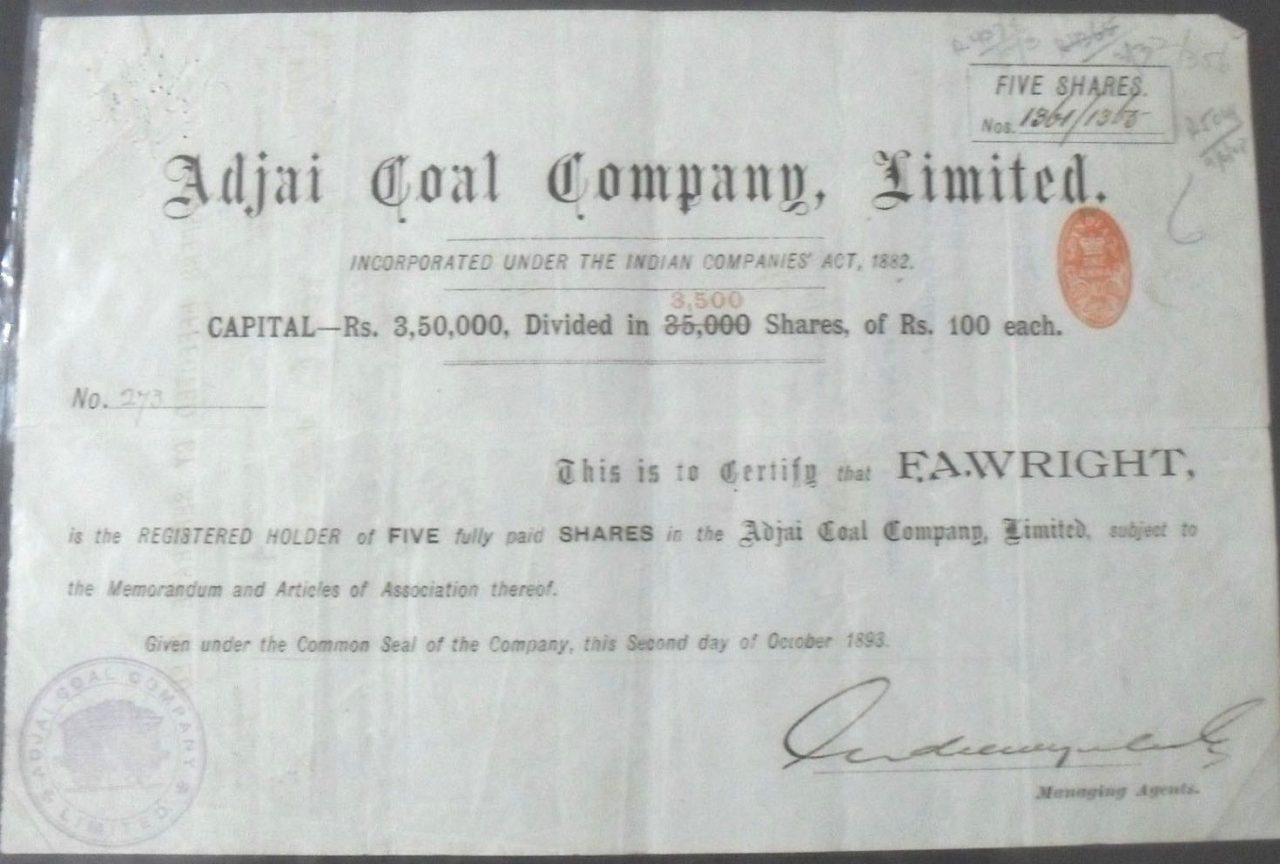 FIVE SHARES.
Nos. 1361/1365
Adjai Coal Company, Limited.
INCORPORATED UNDER THE INDIAN COMPANIES' ACT, 1882.
3,500
CAPITAL—Rs. 3,50,000, Divided in 35,000 Shares, of Rs. 100 each.
No. 273
This is to Certify that F.A.WRIGHT,
is the REGISTERED HOLDER of FIVE fully paid SHARES in the Adjai Coal Company, Limited, subject to
the Memorandum and Articles of Association thereof.
Given under the Common Seal of the Company, this Second day of October 1893.
ADJAI COAL COMPANY
LIMITED
Managing Agents.